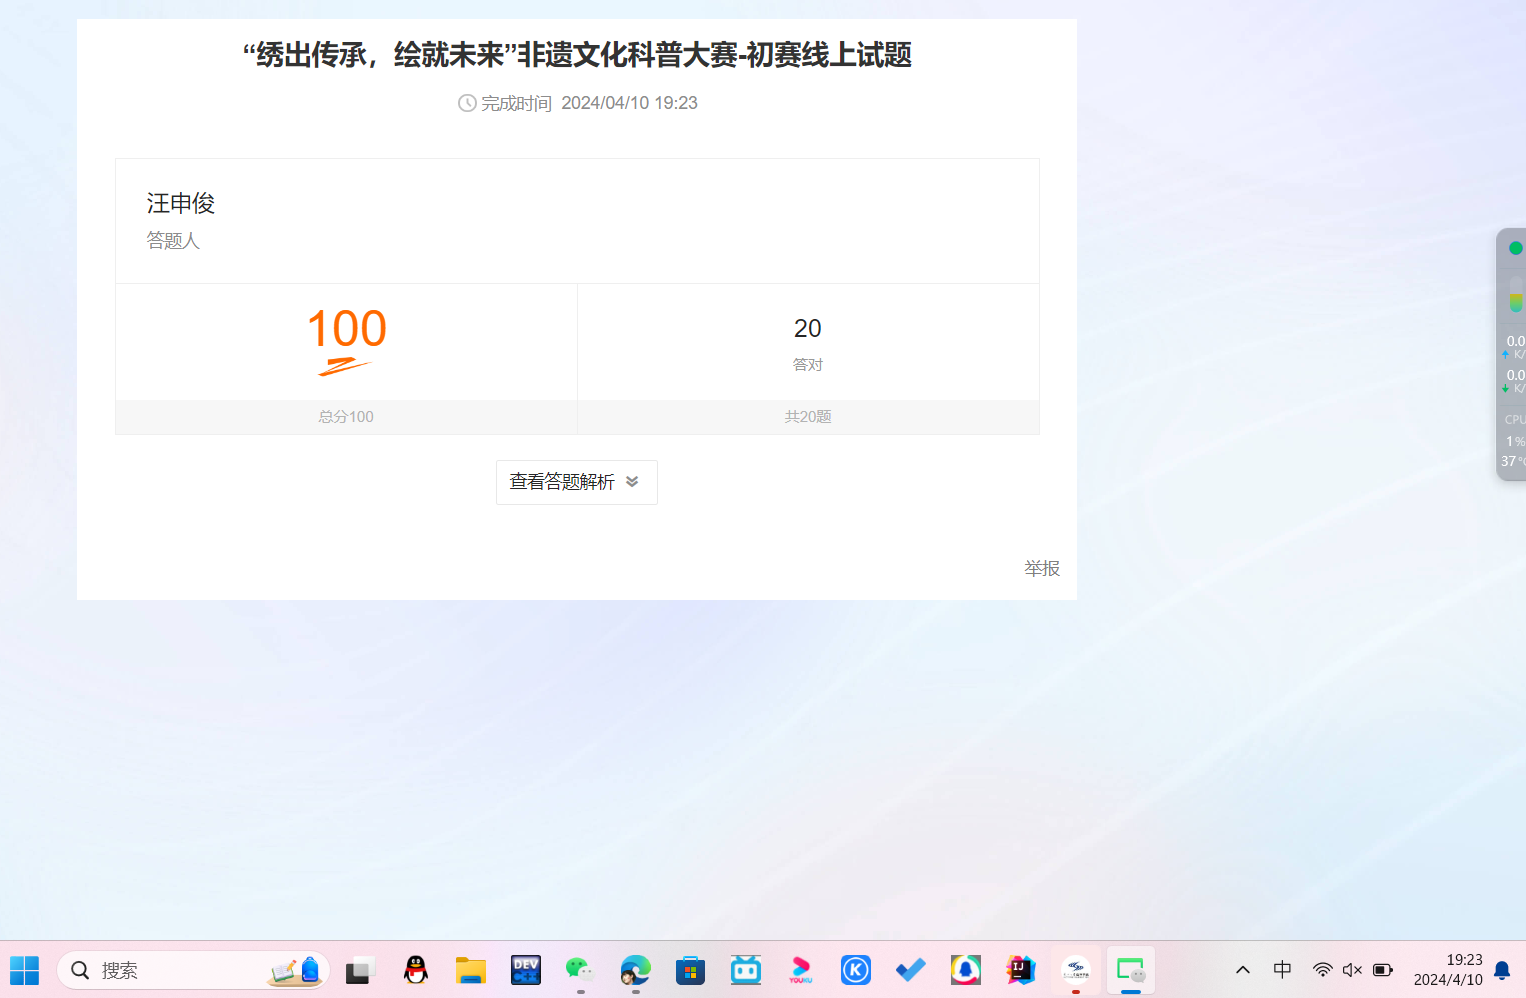 “绣出传承，绘就未来”非遗文化科普大赛-初赛线上试题
完成时间 2024/04/10 19:23
汪申俊
答题人
100
20
答对
总分100
共20题
查看答题解析
举报
0.0
K/
0.0
K/
CPU
1%
37°C
搜索
DEV
C++
YOUKU
K
IJ
中
19:23
2024/4/10